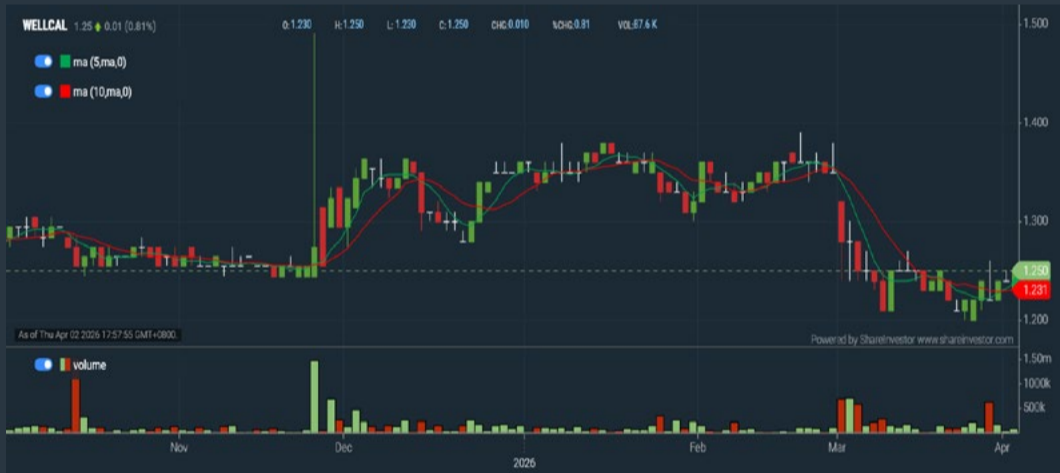 WELLCAL 1.25 0.01 (0.81%) O:1.230 H:1.250 L:1.230 C:1.250 CHG:0.010 %CHG:0.81 VOL:87.6 K
ma (5,ma,0)
ma (10,ma,0)
1.500
1.400
1.300
1.250
1.231
1.200
As of Thu Apr 02 2026 17:57:55 GMT+0800.
Powered by ShareInvestor www.shareinvestor.com
volume
1.50m
1000k
500k
Nov Dec Feb Mar Apr
2026